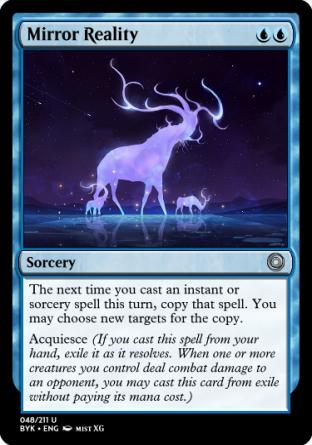 Mirror Reality
Sorcery
The next time you cast an instant or
sorcery spell this turn, copy that spell. You
may choose new targets for the copy.
Acquiesce (If you cast this spell from your
hand, exile it as it resolves. When one or more
creatures you control deal combat damage to
an opponent, you may cast this card from exile
without paying its mana cost.)
048/211 U
BYK • ENG MIST XG